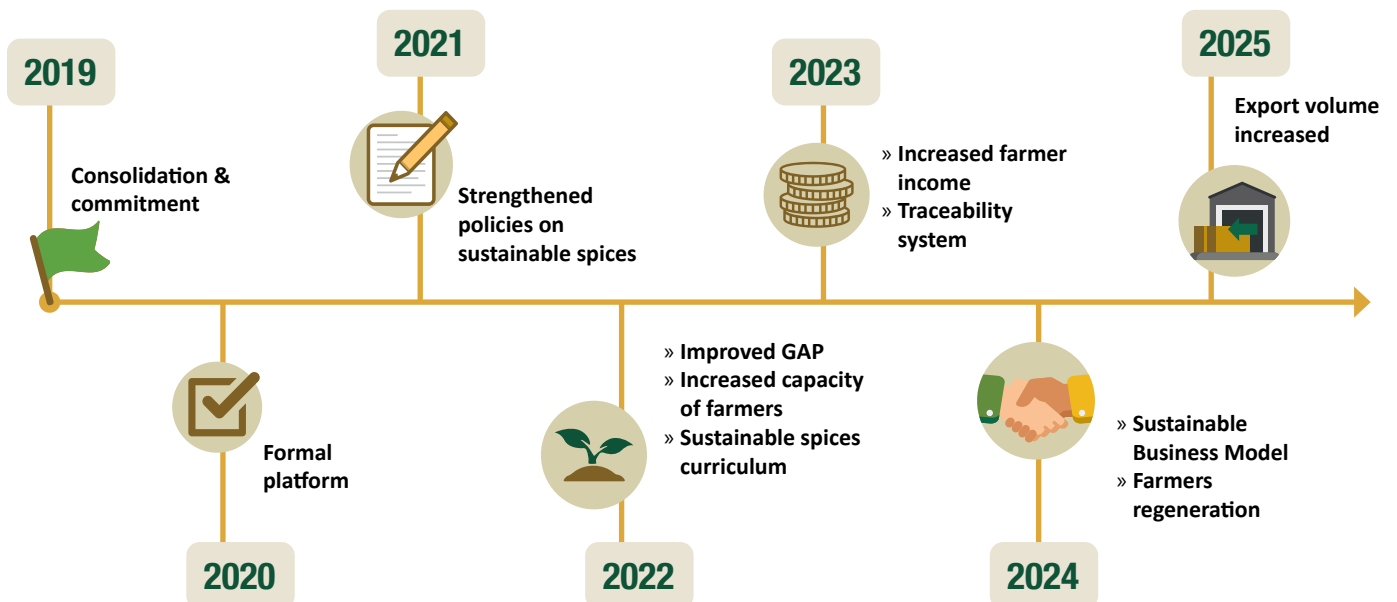 2019
Consolidation &
commitment
2020
Formal
platform
2021
Strengthened
policies on
sustainable spices
2022
» Improved GAP
» Increased capacity
of farmers
» Sustainable spices
curriculum
2023
» Increased farmer
income
» Traceability
system
2024
» Sustainable
Business Model
» Farmers
regeneration
2025
Export volume
increased